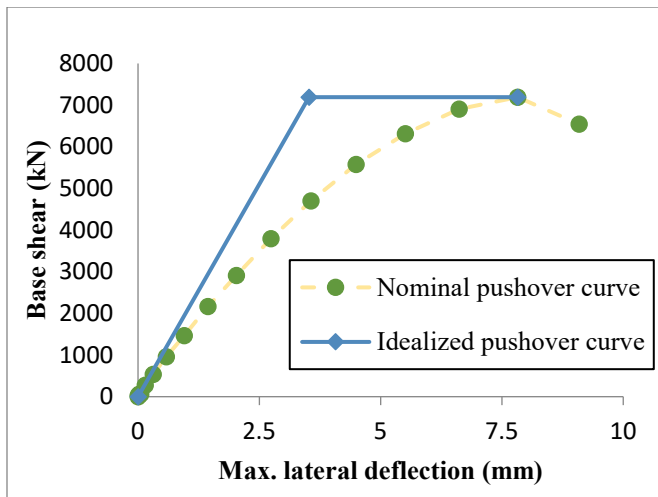 8000
7000
6000
5000
4000
3000
2000
1000
0
Base shear (kN)
Nominal pushover curve
Idealized pushover curve
0 2.5 5 7.5 10
Max. lateral deflection (mm)